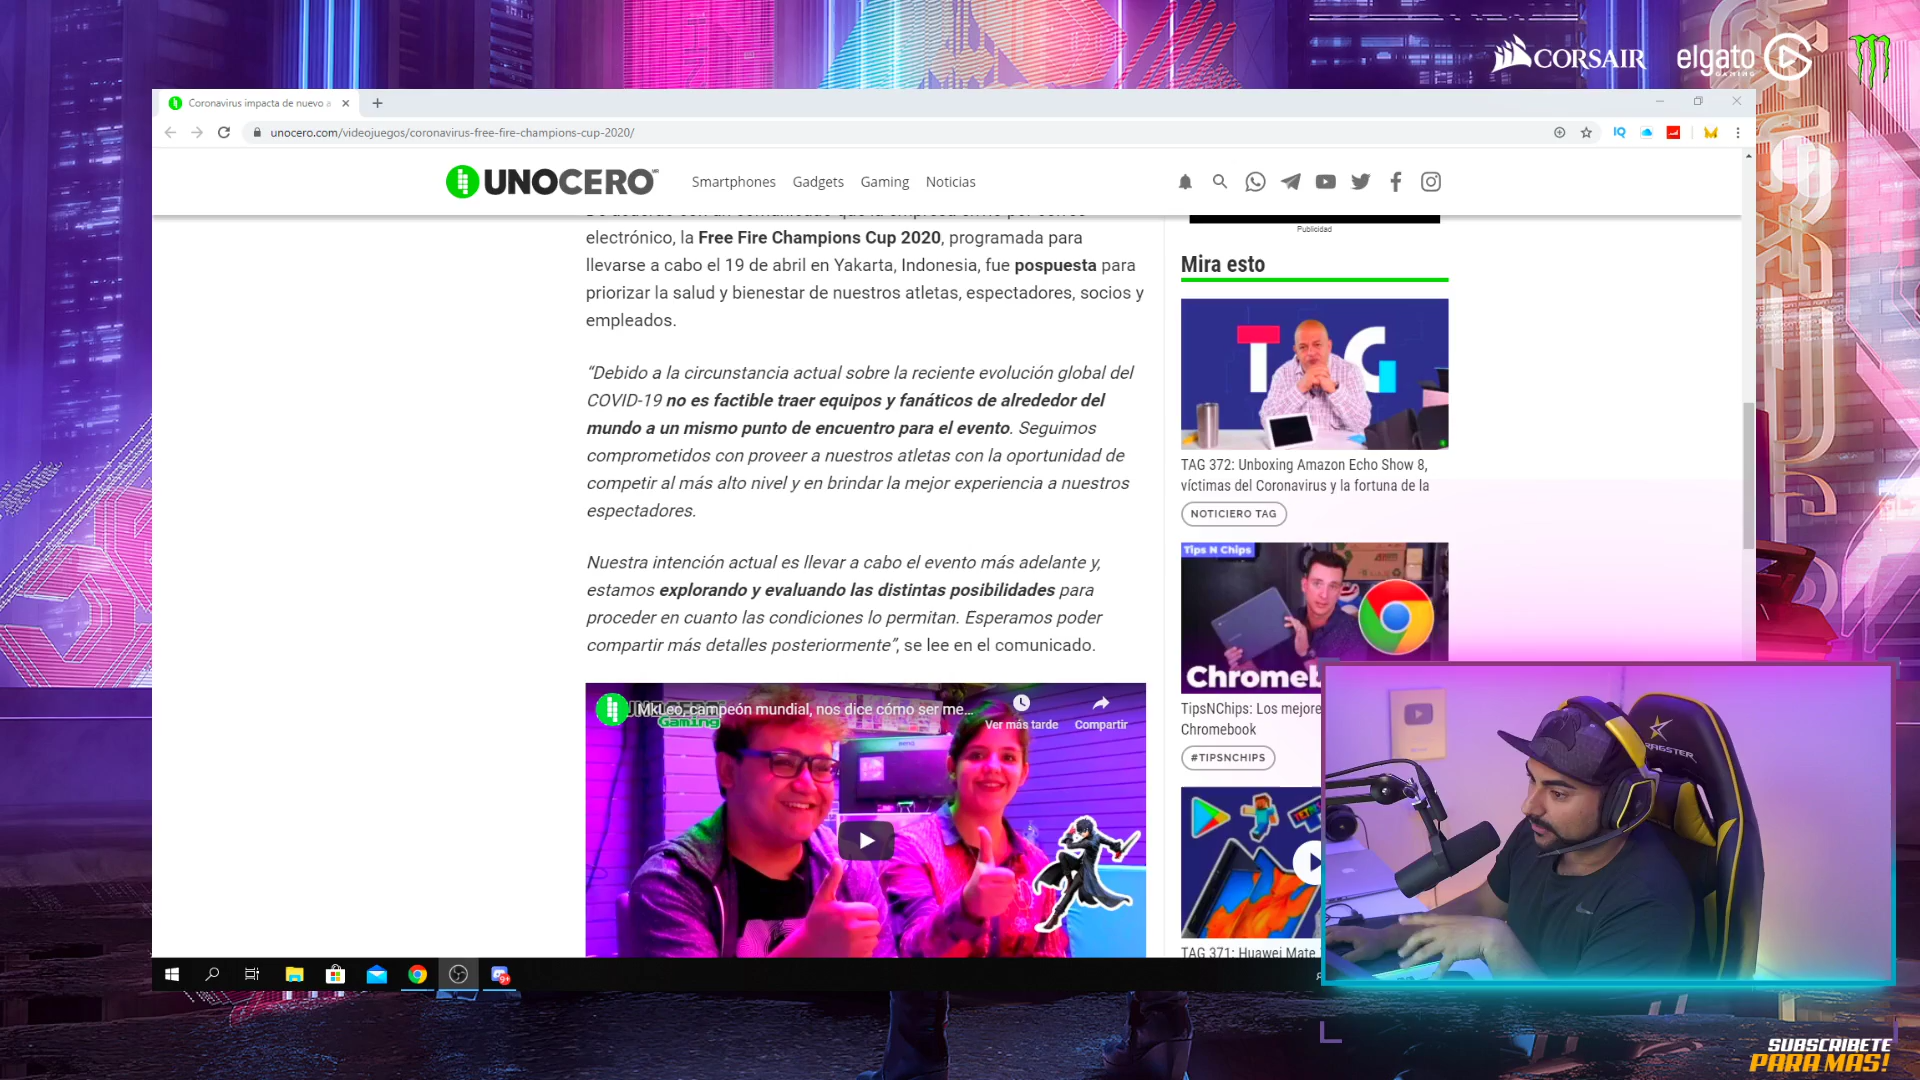 CORSAIR
elgato
GAMING
Coronavirus impacta de nuevo a
unocero.com/videojuegos/coronavirus-free-fire-champions-cup-2020/
IQ
UNOCERO
Smartphones
Gadgets
Gaming
Noticias
electrónico, la Free Fire Champions Cup 2020, programada para
llevarse a cabo el 19 de abril en Yakarta, Indonesia, fue pospuesta para
priorizar la salud y bienestar de nuestros atletas, espectadores, socios y
empleados.
“Debido a la circunstancia actual sobre la reciente evolución global del
COVID-19 no es factible traer equipos y fanáticos de alrededor del
mundo a un mismo punto de encuentro para el evento. Seguimos
comprometidos con proveer a nuestros atletas con la oportunidad de
competir al más alto nivel y en brindar la mejor experiencia a nuestros
espectadores.
Nuestra intención actual es llevar a cabo el evento más adelante y,
estamos explorando y evaluando las distintas posibilidades para
proceder en cuanto las condiciones lo permitan. Esperamos poder
compartir más detalles posteriormente”, se lee en el comunicado.
MkLeo, campeón mundial, nos dice cómo ser me...
Gaming
Ver más tarde
Compartir
BenQ
Publicidad
Mira esto
TAG
TAG 372: Unboxing Amazon Echo Show 8,
víctimas del Coronavirus y la fortuna de la
NOTICIERO TAG
Tips N Chips
TipsNChips: Los mejore
Chromebook
#TIPSNCHIPS
TAG 371: Huawei Mate
DRAGSTER
SUBSCRIBETE
PARA MAS!